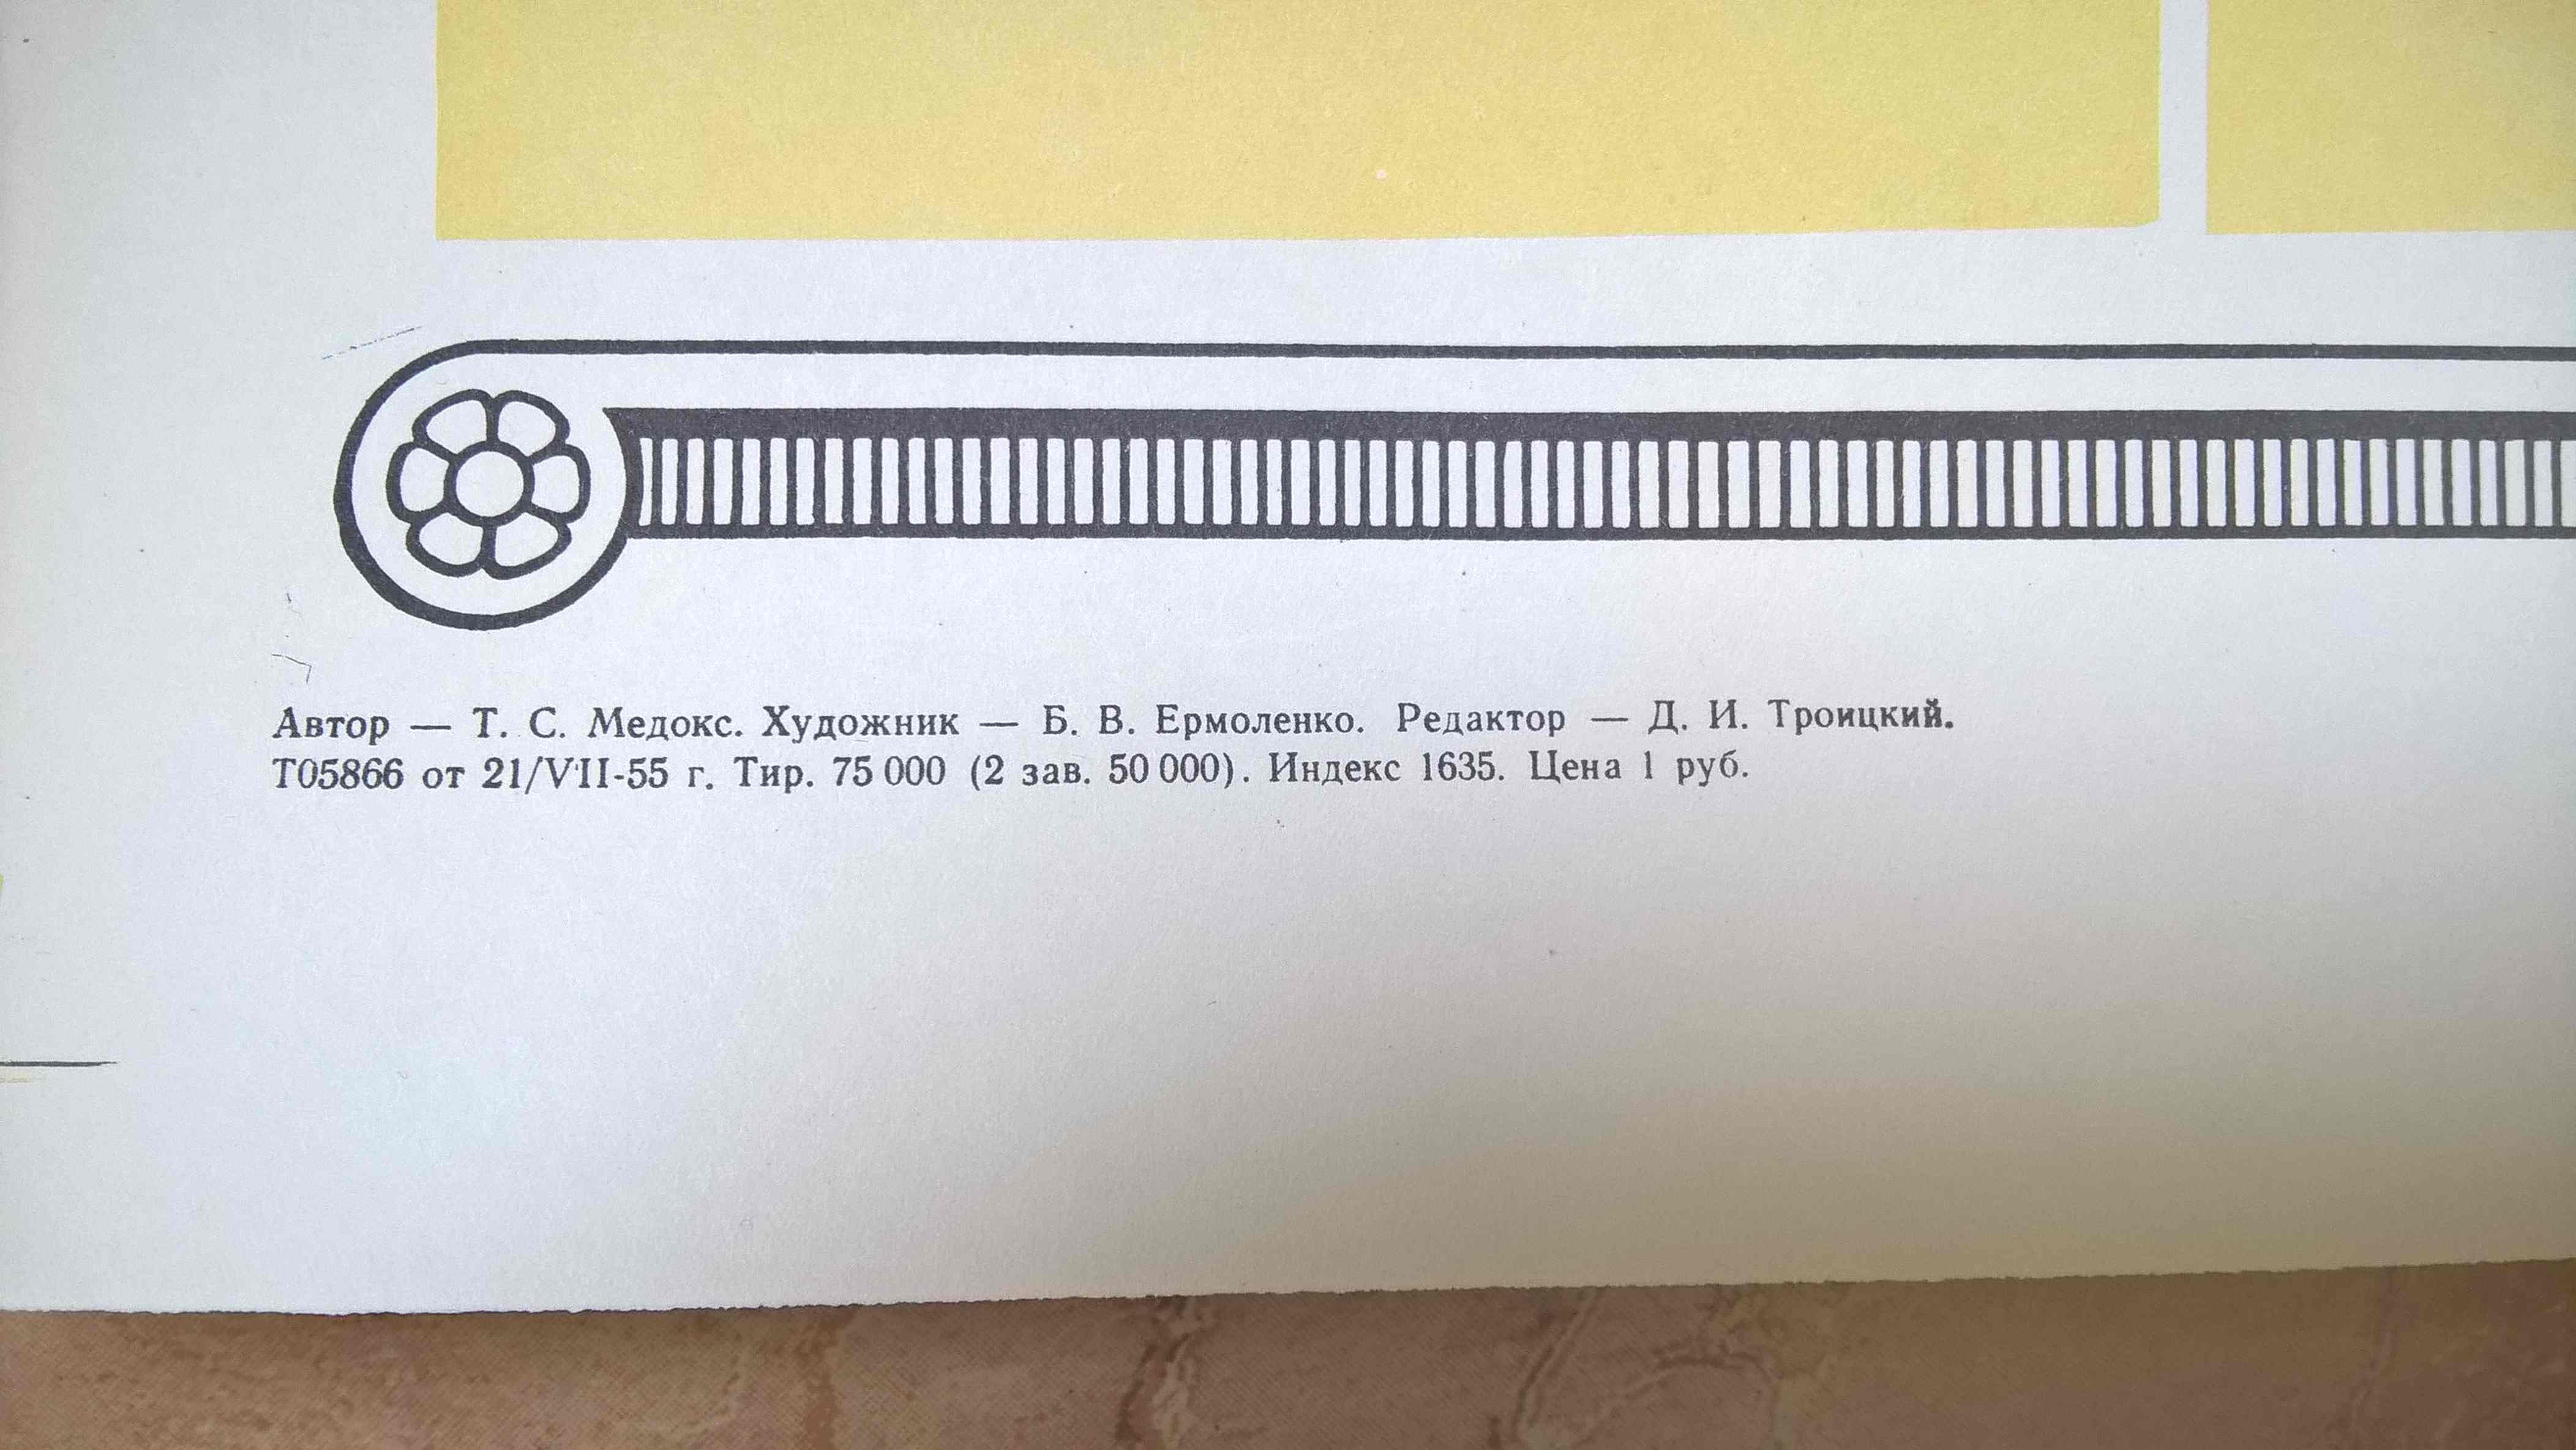 Автор — Т. С. Медокс. Художник — Б. В. Ермоленко. Редактор — Д. И. Троицкий.
Т05866 от 21/VII-55 г. Тир. 75 000 (2 зав. 50 000). Индекс 1635. Цена 1 руб.